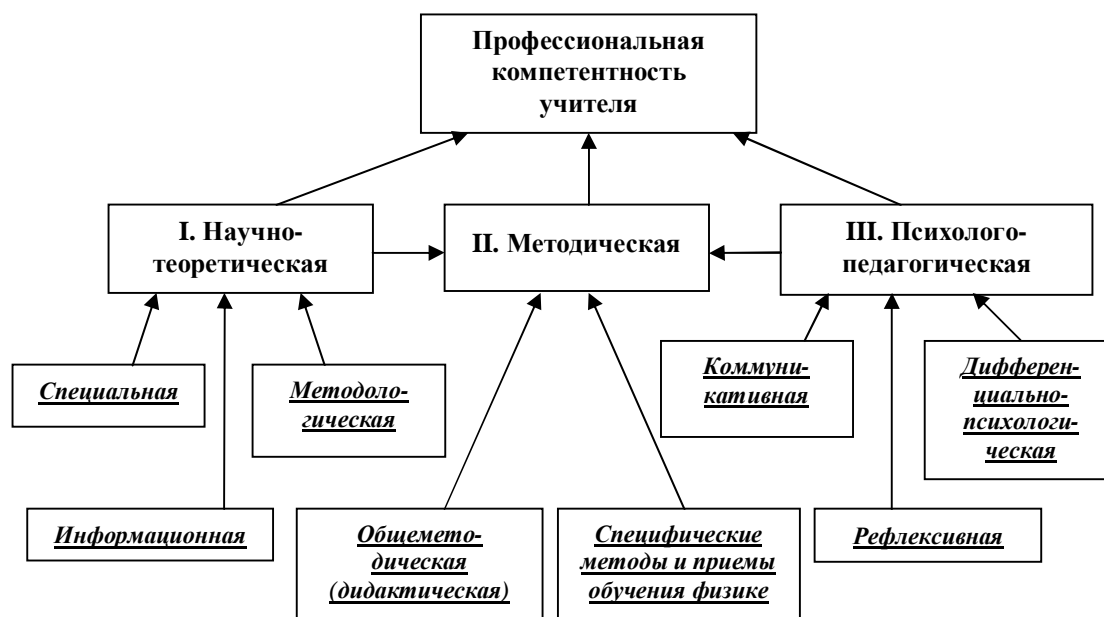 Профессиональная
компетентность
учителя
I. Научно-
теоретическая
II. Методическая
III. Психолого-
педагогическая
Специальная
Методоло-
гическая
Коммуни-
кативная
Дифферен-
циально-
психологи-
ческая
Информационная
Общемето-
дическая
(дидактическая)
Специфические
методы и приемы
обучения физике
Рефлексивная